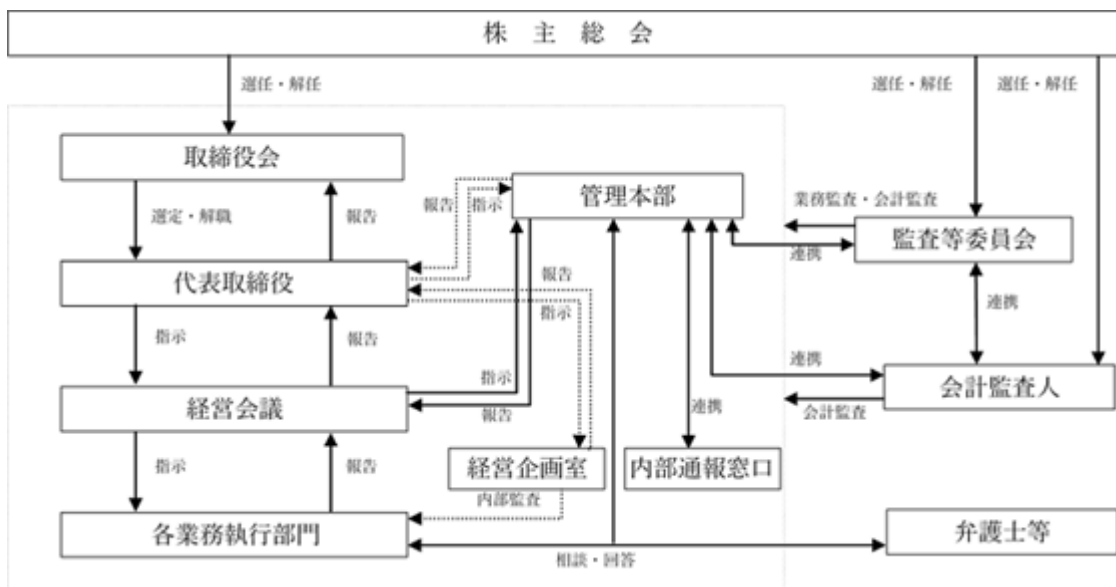 株主総会
選任・解任
選任・解任
選任・解任
取締役会
管理本部
報告
指示
業務監査・会計監査
選定・解職
報告
監査等委員会
連携
代表取締役
報告
指示
連携
指示
報告
指示
連携
会計監査人
経営会議
報告
連携
会計監査
指示
報告
経営企画室
内部通報窓口
内部監査
各業務執行部門
弁護士等
相談・回答